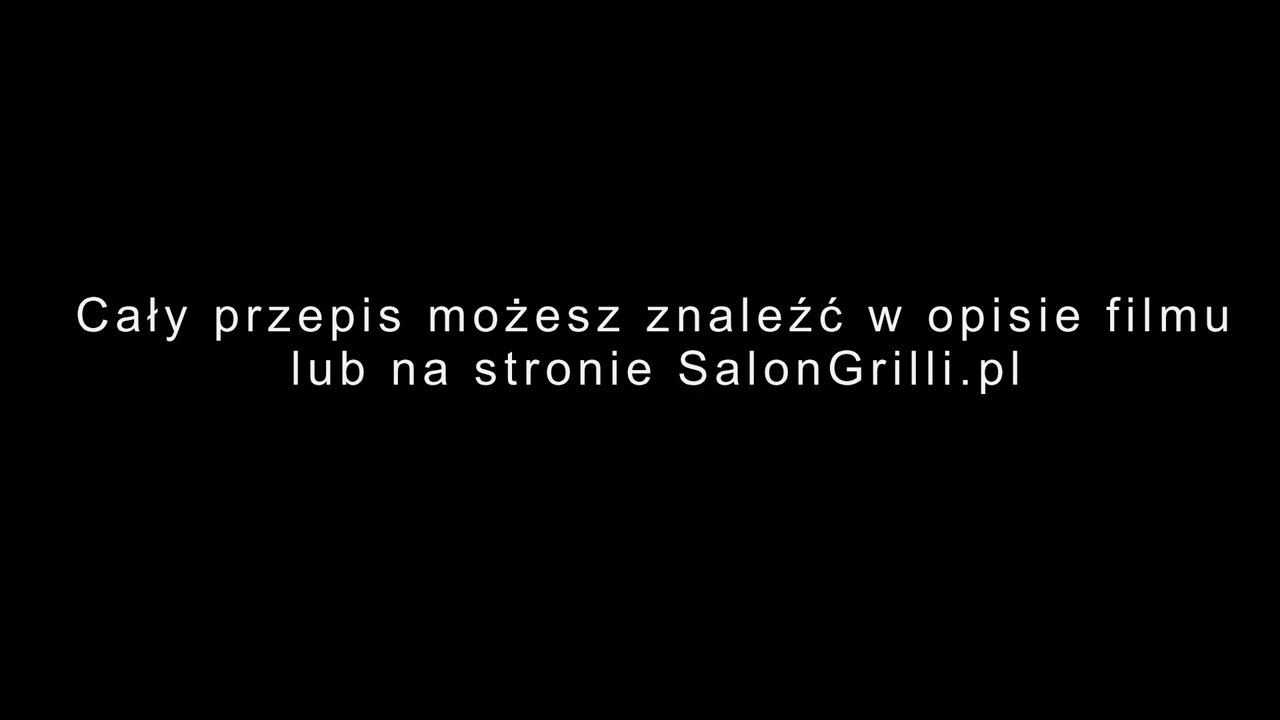 Cały przepis możesz znaleźć w opisie filmu
lub na stronie SalonGrilli.pl